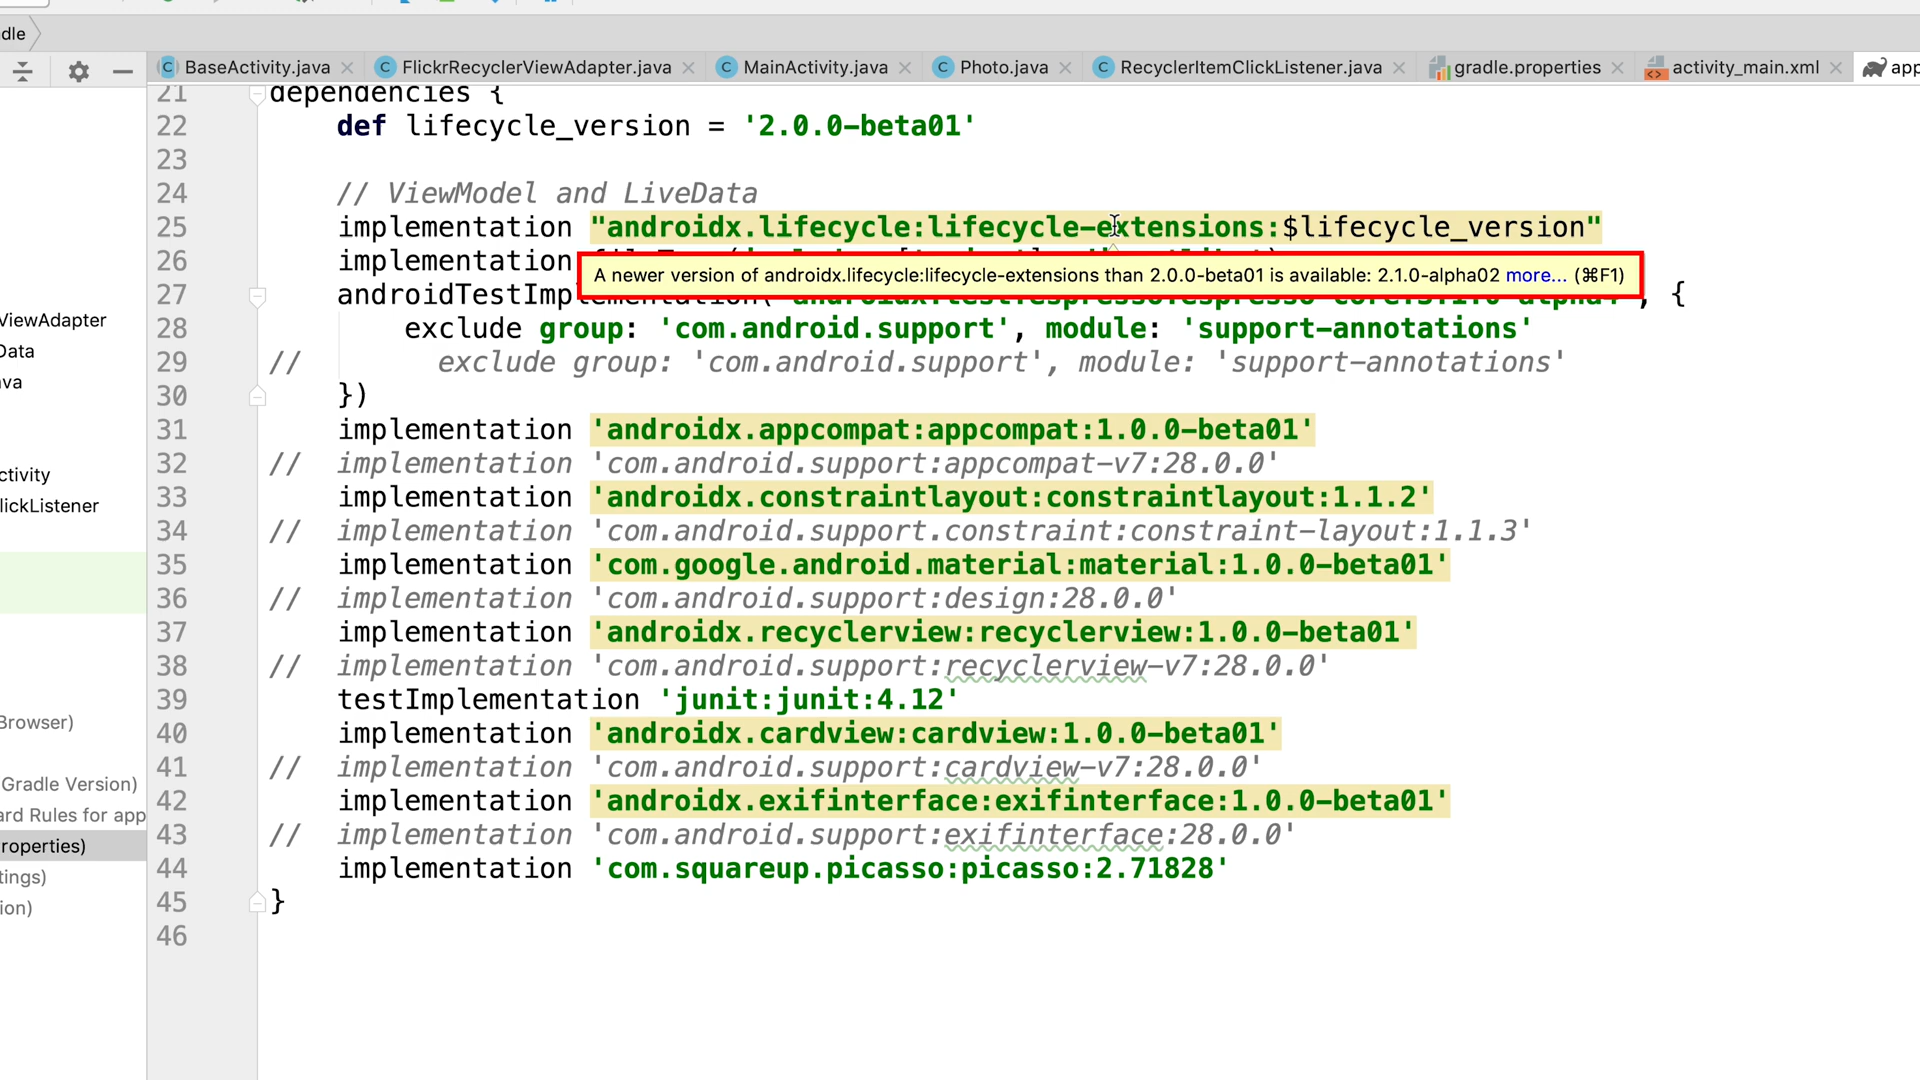 dle
BaseActivity.java FlickrRecyclerViewAdapter.java MainActivity.java Photo.java RecyclerItemClickListener.java gradle.properties activity_main.xml app
21 dependencies {
22 def lifecycle_version = '2.0.0-beta01'
23
24 // ViewModel and LiveData
25 implementation "androidx.lifecycle:lifecycle-extensions:$lifecycle_version"
26 implementation
A newer version of androidx.lifecycle:lifecycle-extensions than 2.0.0-beta01 is available: 2.1.0-alpha02 more... (⌘F1)
27 androidTestImplementation( {
28 exclude group: 'com.android.support', module: 'support-annotations'
29 // exclude group: 'com.android.support', module: 'support-annotations'
30 })
31 implementation 'androidx.appcompat:appcompat:1.0.0-beta01'
32 // implementation 'com.android.support:appcompat-v7:28.0.0'
33 implementation 'androidx.constraintlayout:constraintlayout:1.1.2'
34 // implementation 'com.android.support.constraint:constraint-layout:1.1.3'
35 implementation 'com.google.android.material:material:1.0.0-beta01'
36 // implementation 'com.android.support:design:28.0.0'
37 implementation 'androidx.recyclerview:recyclerview:1.0.0-beta01'
38 // implementation 'com.android.support:recyclerview-v7:28.0.0'
39 testImplementation 'junit:junit:4.12'
40 implementation 'androidx.cardview:cardview:1.0.0-beta01'
41 // implementation 'com.android.support:cardview-v7:28.0.0'
42 implementation 'androidx.exifinterface:exifinterface:1.0.0-beta01'
43 // implementation 'com.android.support:exifinterface:28.0.0'
44 implementation 'com.squareup.picasso:picasso:2.71828'
45 }
46
ViewAdapter
Data
ava
ctivity
lickListener
Browser)
Gradle Version)
ard Rules for app
roperties)
tings)
ion)